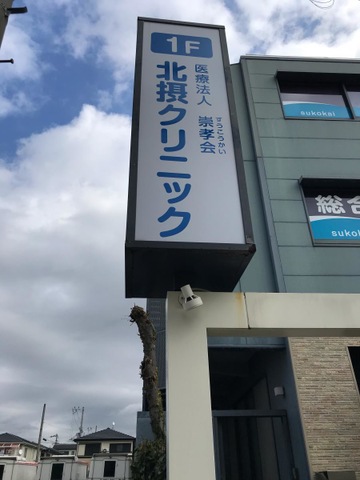 1F
医療法人 崇孝会
すうこうかい
北摂クリニック
sukokai
総合
sukokai